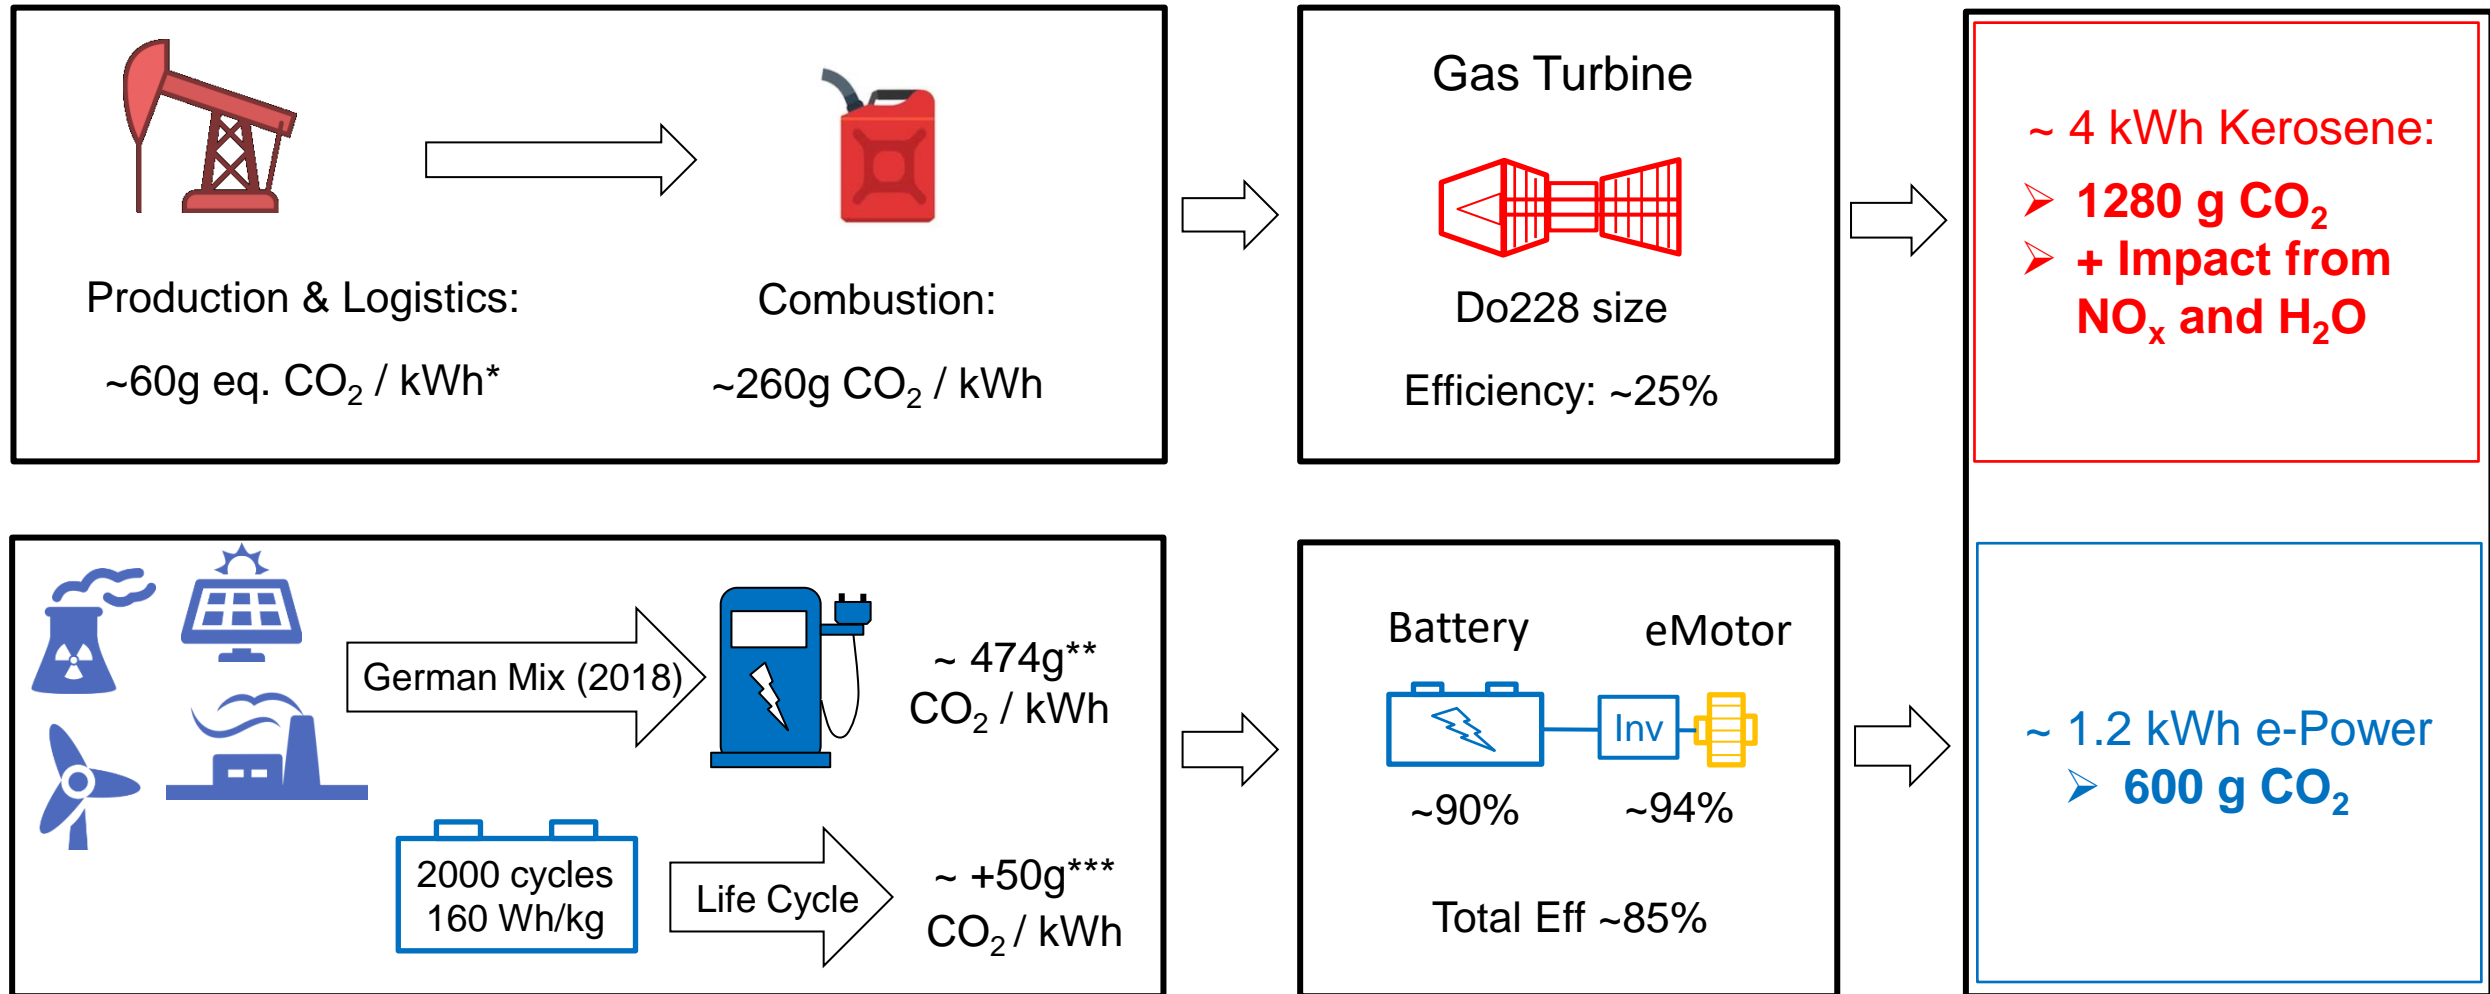 Production & Logistics:
~60g eq. CO₂ / kWh*
Combustion:
~260g CO₂ / kWh
Gas Turbine
Do228 size
Efficiency: ~25%
~ 4 kWh Kerosene:
➢ 1280 g CO₂
➢ + Impact from
NOₓ and H₂O
German Mix (2018)
~ 474g**
CO₂ / kWh
2000 cycles
160 Wh/kg
Life Cycle
~ +50g***
CO₂ / kWh
Battery
eMotor
Inv
~90%
~94%
Total Eff ~85%
~ 1.2 kWh e-Power
➢ 600 g CO₂